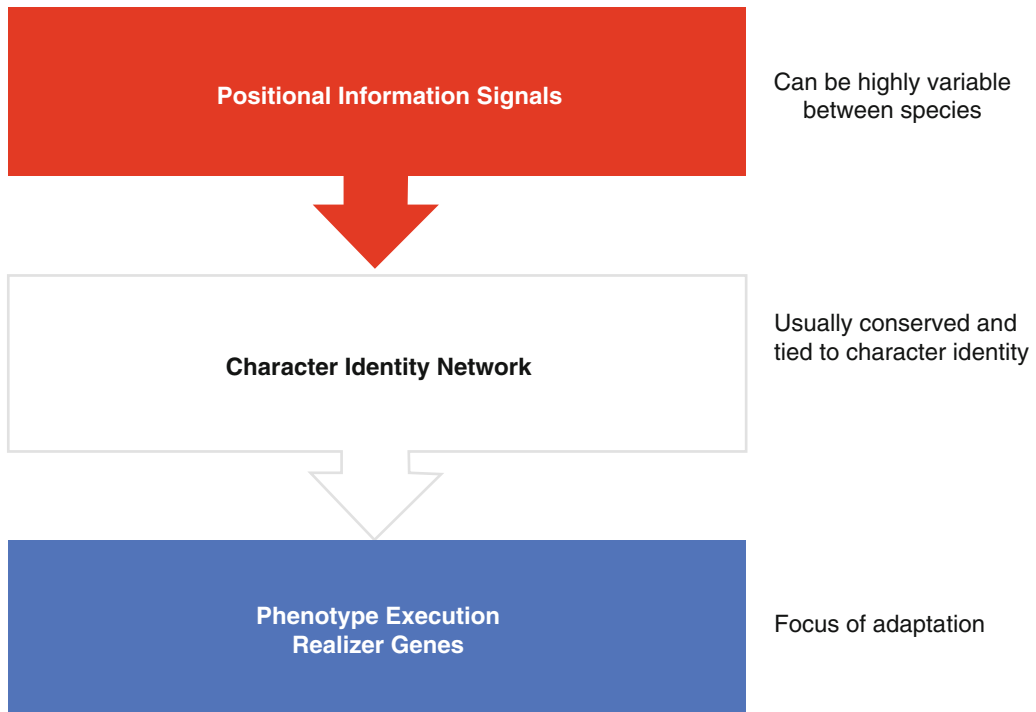 Positional Information Signals
Can be highly variable
between species
Character Identity Network
Usually conserved and
tied to character identity
Phenotype Execution
Realizer Genes
Focus of adaptation